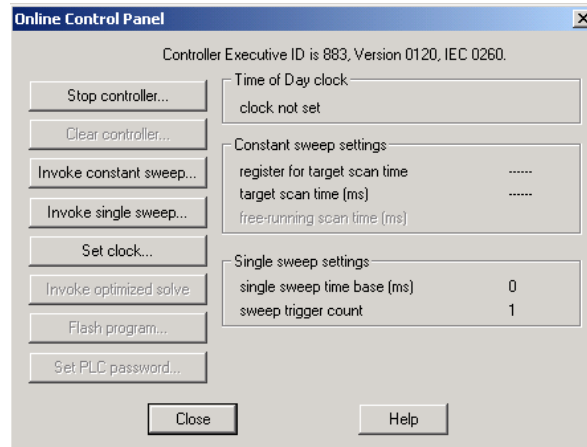 Online Control Panel
Controller Executive ID is 883, Version 0120, IEC 0260.
Stop controller...
Clear controller...
Invoke constant sweep...
Invoke single sweep...
Set clock...
Invoke optimized solve
Flash program...
Set PLC password...
Time of Day clock
clock not set
Constant sweep settings
register for target scan time ------
target scan time (ms) ------
free-running scan time (ms)
Single sweep settings
single sweep time base (ms) 0
sweep trigger count 1
Close
Help